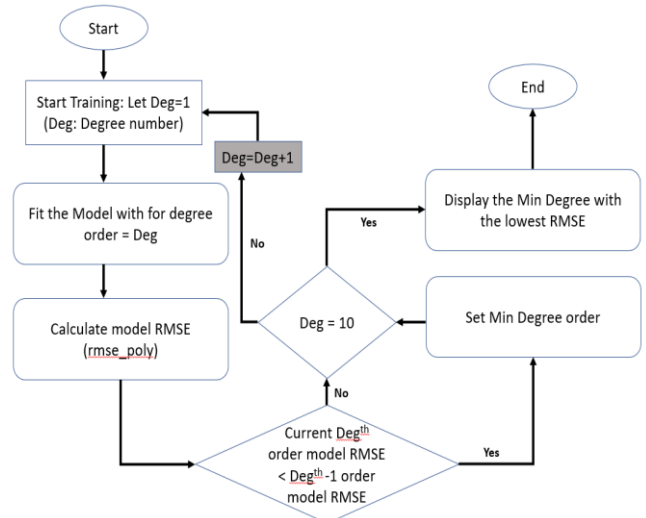 Start
Start Training: Let Deg=1
(Deg: Degree number)
Deg=Deg+1
Fit the Model with for degree
order = Deg
Calculate model RMSE
(rmse_poly)
Current Degᵗʰ
order model RMSE
< Degᵗʰ-1 order
model RMSE
Yes
No
Set Min Degree order
Deg = 10
No
Yes
Display the Min Degree with
the lowest RMSE
End